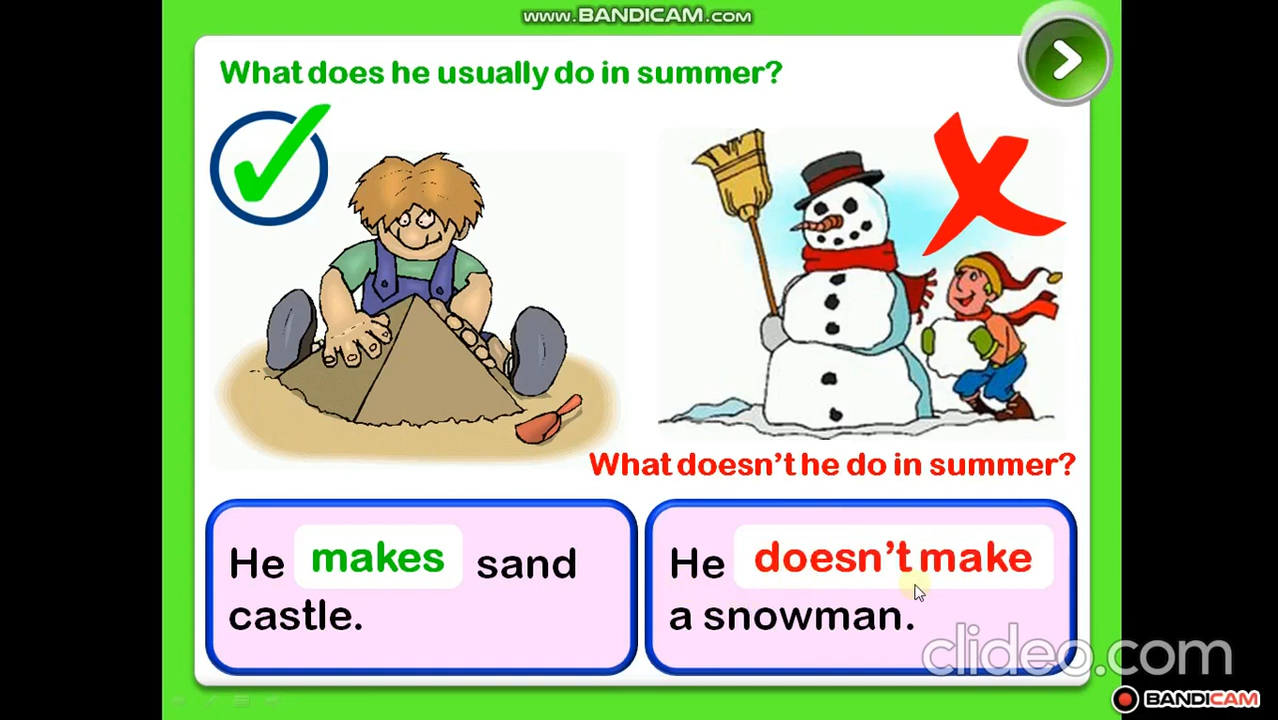 www.BANDICAM.com
What does he usually do in summer?
What doesn't he do in summer?
He makes sand
castle.
He doesn't make
a snowman.
clideo.com
BANDICAM